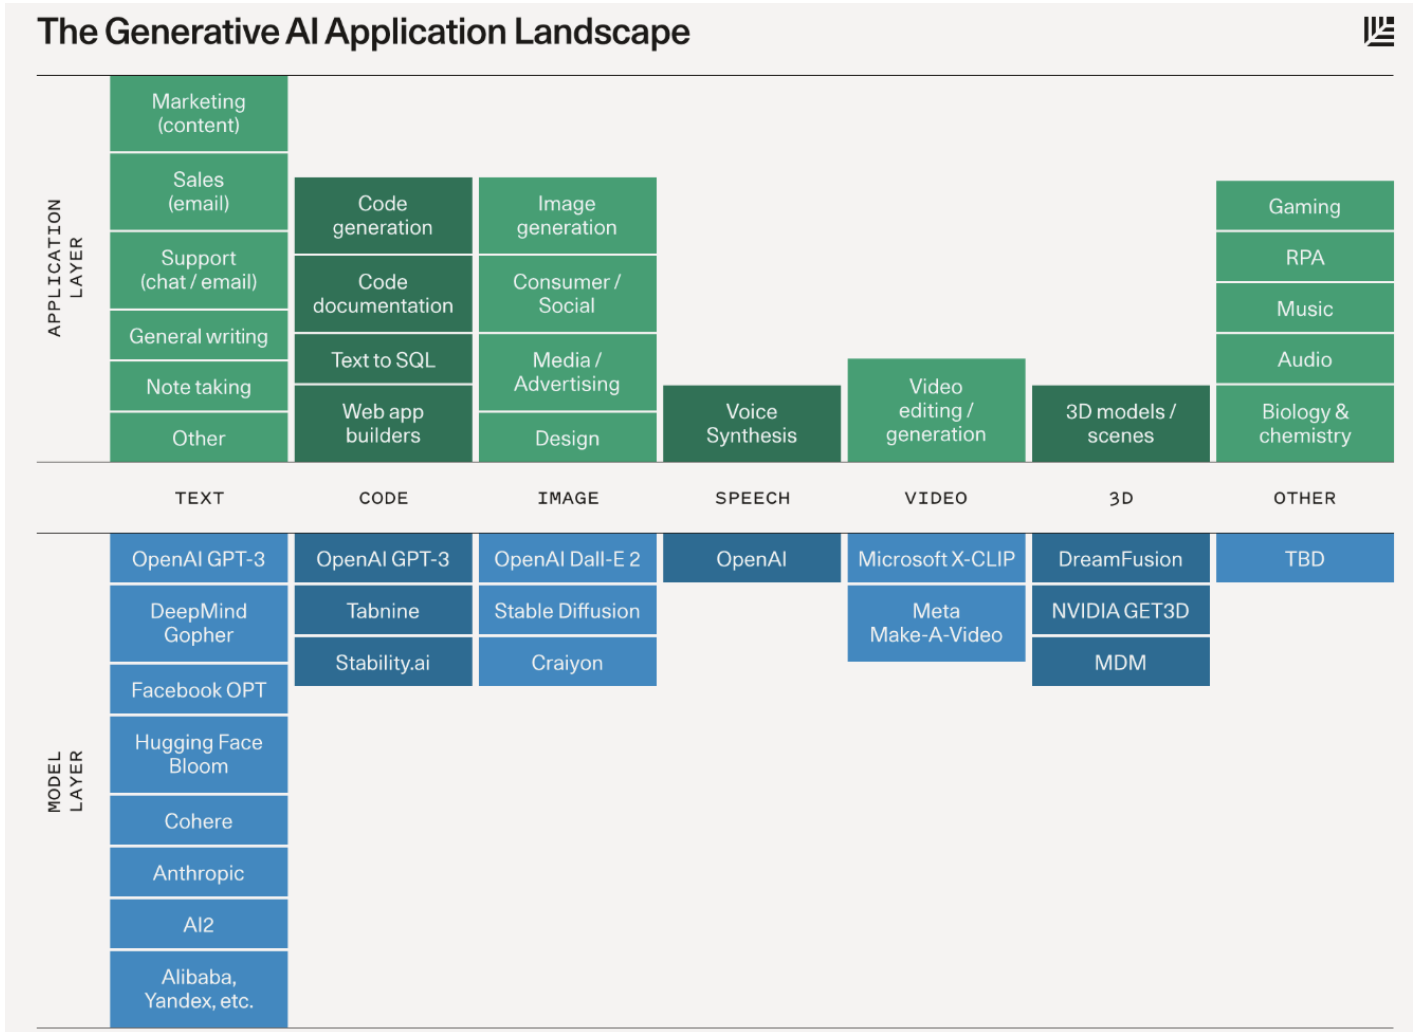 The Generative AI Application Landscape
APPLICATION
LAYER
Marketing
(content)
Sales
(email)
Support
(chat / email)
General writing
Note taking
Other
Code
generation
Code
documentation
Text to SQL
Web app
builders
Image
generation
Consumer /
Social
Media /
Advertising
Design
Voice
Synthesis
Video
editing /
generation
3D models /
scenes
Gaming
RPA
Music
Audio
Biology &
chemistry
TEXT
CODE
IMAGE
SPEECH
VIDEO
3D
OTHER
MODEL
LAYER
OpenAI GPT-3
DeepMind
Gopher
Facebook OPT
Hugging Face
Bloom
Cohere
Anthropic
AI2
Alibaba,
Yandex, etc.
OpenAI GPT-3
Tabnine
Stability.ai
OpenAI Dall-E 2
Stable Diffusion
Craiyon
OpenAI
Microsoft X-CLIP
Meta
Make-A-Video
DreamFusion
NVIDIA GET3D
MDM
TBD